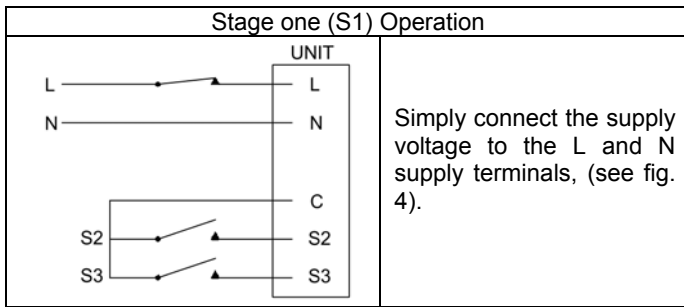 Stage one (S1) Operation
UNIT
L L
N N
C
S2 S2
S3 S3
Simply connect the supply
voltage to the L and N
supply terminals, (see fig.
4).